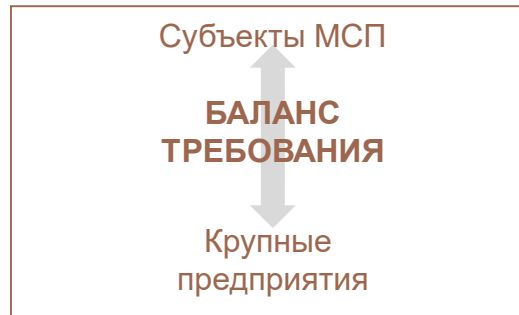 Субъекты МСП
БАЛАНС
ТРЕБОВАНИЯ
Крупные
предприятия